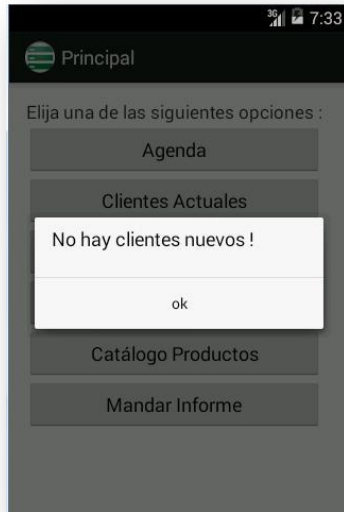 3G 7:33
Principal
Elija una de las siguientes opciones :
Agenda
Clientes Actuales
No hay clientes nuevos !
ok
Catálogo Productos
Mandar Informe